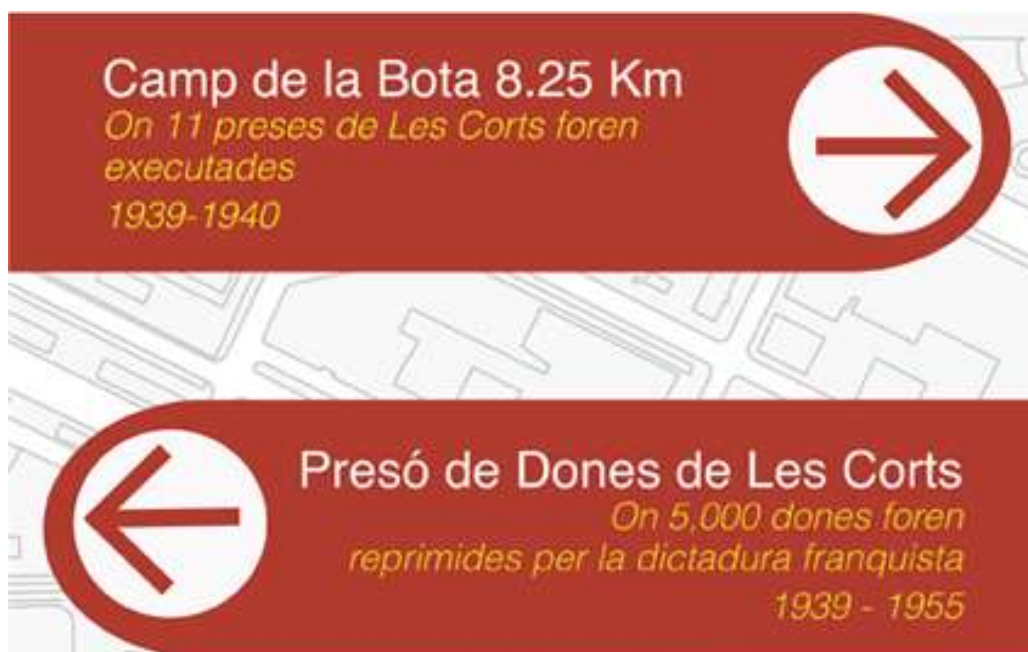 Camp de la Bota 8.25 Km
On 11 preses de Les Corts foren
executades
1939-1940
Presó de Dones de Les Corts
On 5,000 dones foren
reprimides per la dictadura franquista
1939 - 1955